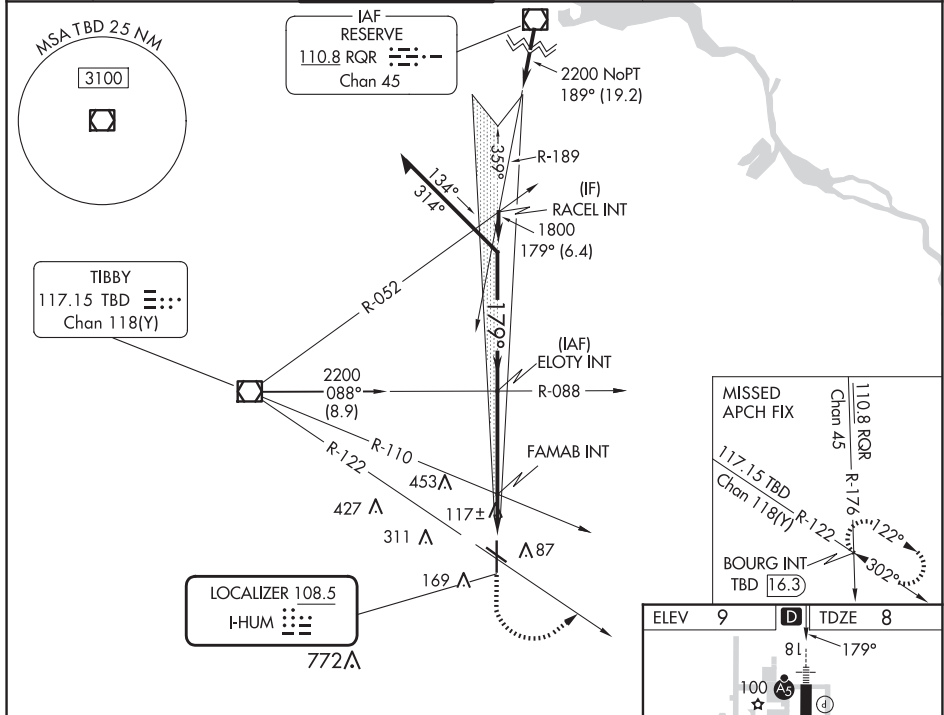 MSA TBD 25 NM
3100
IAF
RESERVE
110.8 RQR
Chan 45
2200 NoPT
189° (19.2)
359°
R-189
134°
314°
(IF)
RACEL INT
1800
179° (6.4)
TIBBY
117.15 TBD
Chan 118(Y)
R-052
179°
(IAF)
ELOTY INT
2200
088°
(8.9)
R-088
R-110
R-122
FAMAB INT
453
427
117±
311
87
169
LOCALIZER 108.5
I-HUM
772
MISSED
APCH FIX
110.8 RQR
Chan 45
R-176
117.15 TBD
Chan 118(Y)
R-122
122°
302°
BOURG INT
TBD 16.3
ELEV 9
D
TDZE 8
179°
18
100
A5
P